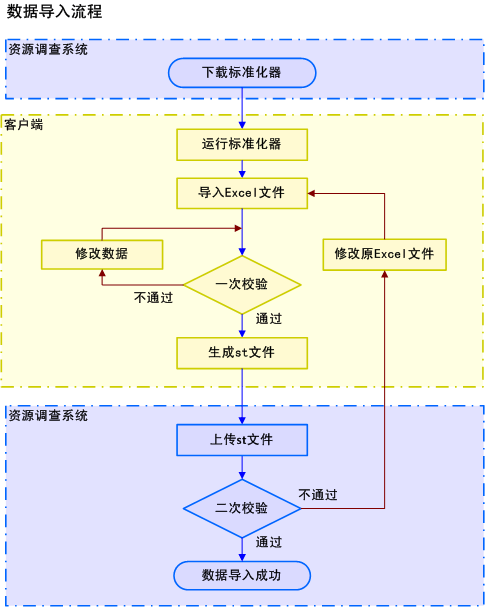 数据导入流程
资源调查系统
下载标准化器
客户端
运行标准化器
导入Excel文件
修改数据
修改原Excel文件
一次校验
不通过
通过
生成st文件
资源调查系统
上传st文件
不通过
二次校验
通过
数据导入成功